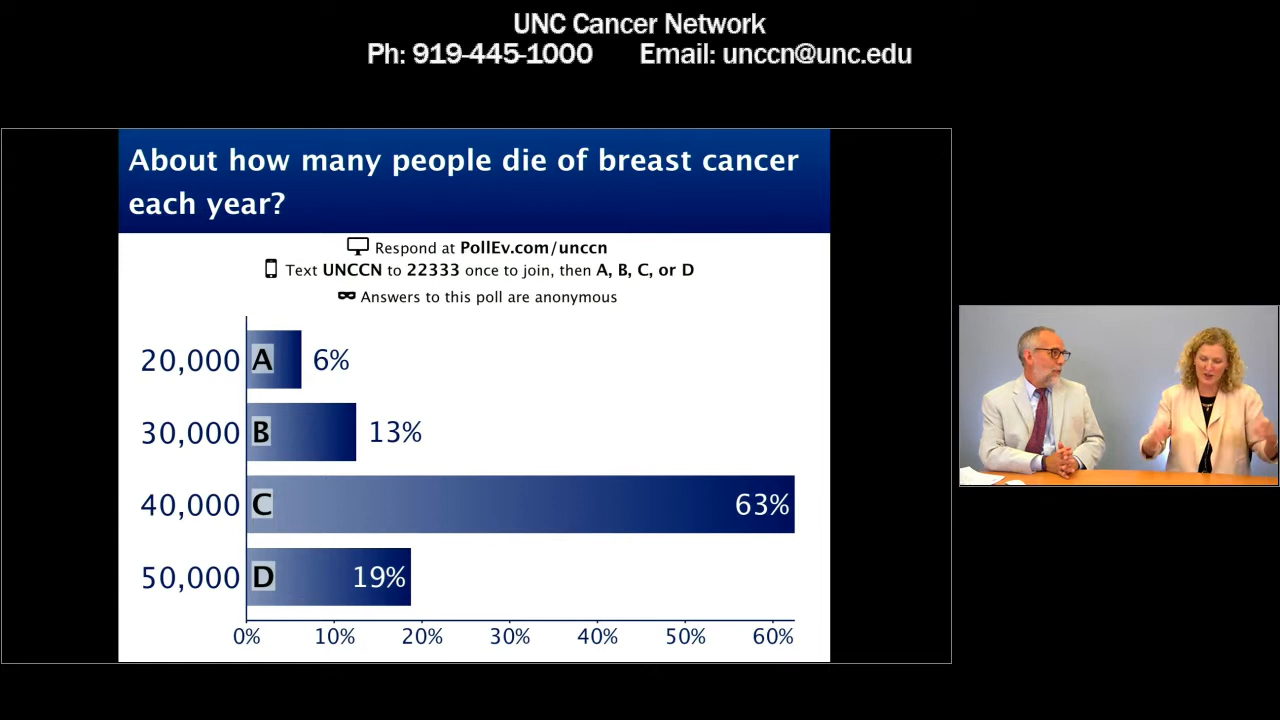 UNC Cancer Network
Ph: 919-445-1000 Email: unccn@unc.edu
About how many people die of breast cancer
each year?
Respond at PollEv.com/unccn
Text UNCCN to 22333 once to join, then A, B, C, or D
Answers to this poll are anonymous
20,000 A 6%
30,000 B 13%
40,000 C 63%
50,000 D 19%
0% 10% 20% 30% 40% 50% 60%